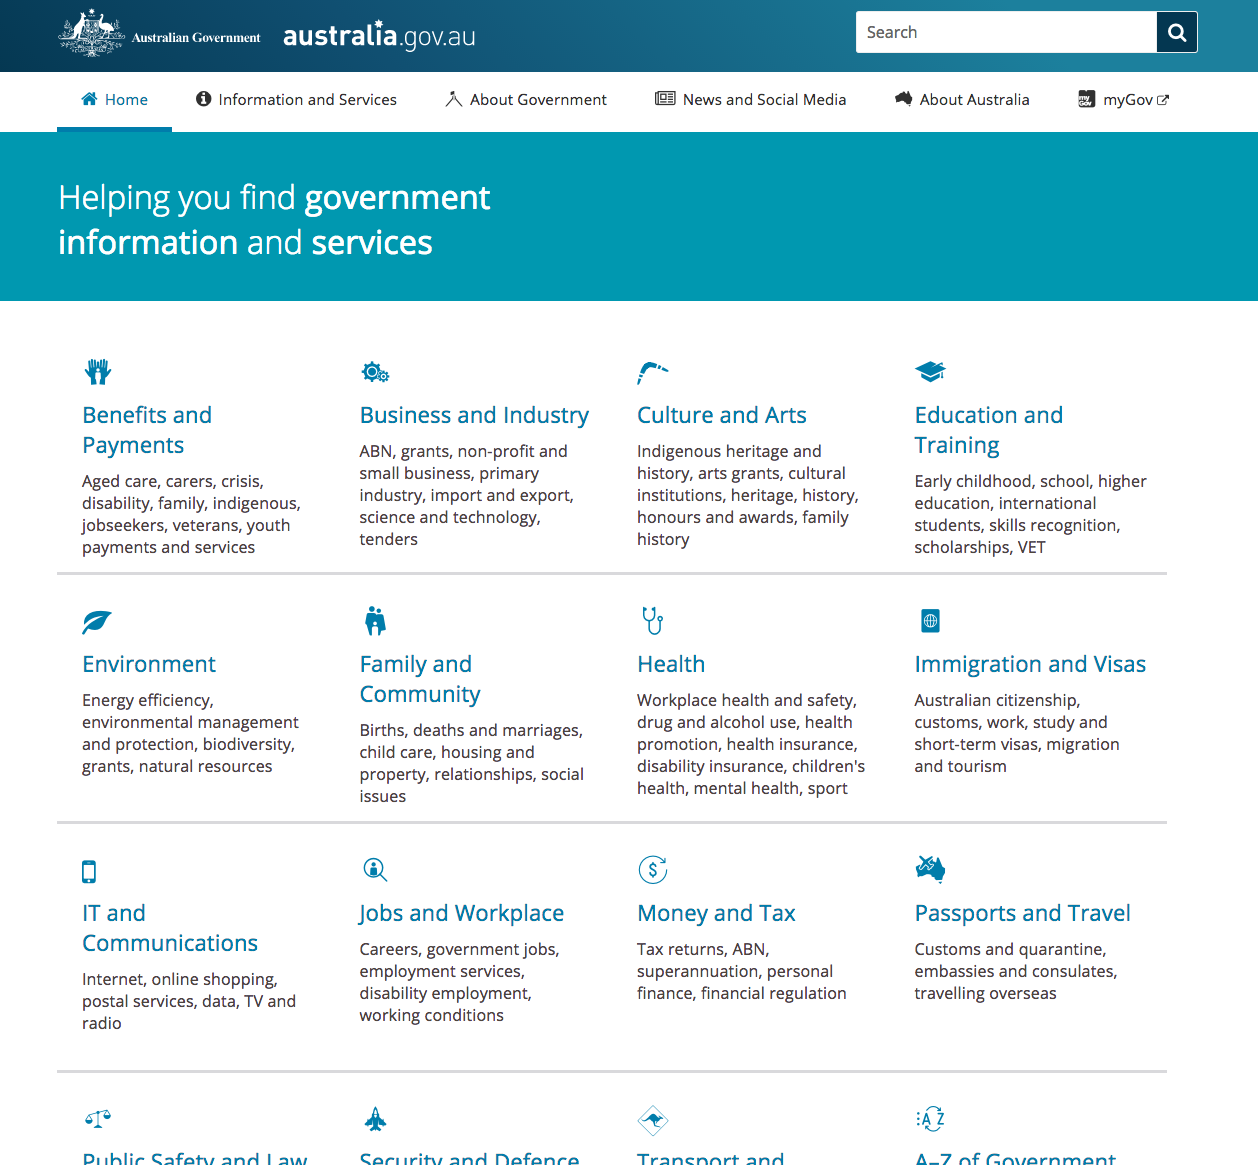 Australian Government
australia.gov.au
Search
Home
Information and Services
About Government
News and Social Media
About Australia
my
Gov
myGov
Helping you find government
information and services
Benefits and
Payments
Aged care, carers, crisis,
disability, family, indigenous,
jobseekers, veterans, youth
payments and services
Business and Industry
ABN, grants, non-profit and
small business, primary
industry, import and export,
science and technology,
tenders
Culture and Arts
Indigenous heritage and
history, arts grants, cultural
institutions, heritage, history,
honours and awards, family
history
Education and
Training
Early childhood, school, higher
education, international
students, skills recognition,
scholarships, VET
Environment
Energy efficiency,
environmental management
and protection, biodiversity,
grants, natural resources
Family and
Community
Births, deaths and marriages,
child care, housing and
property, relationships, social
issues
Health
Workplace health and safety,
drug and alcohol use, health
promotion, health insurance,
disability insurance, children's
health, mental health, sport
Immigration and Visas
Australian citizenship,
customs, work, study and
short-term visas, migration
and tourism
IT and
Communications
Internet, online shopping,
postal services, data, TV and
radio
Jobs and Workplace
Careers, government jobs,
employment services,
disability employment,
working conditions
$
Money and Tax
Tax returns, ABN,
superannuation, personal
finance, financial regulation
Passports and Travel
Customs and quarantine,
embassies and consulates,
travelling overseas
Public Safety and Law
Security and Defence
Transport and
A Z
A–Z of Government